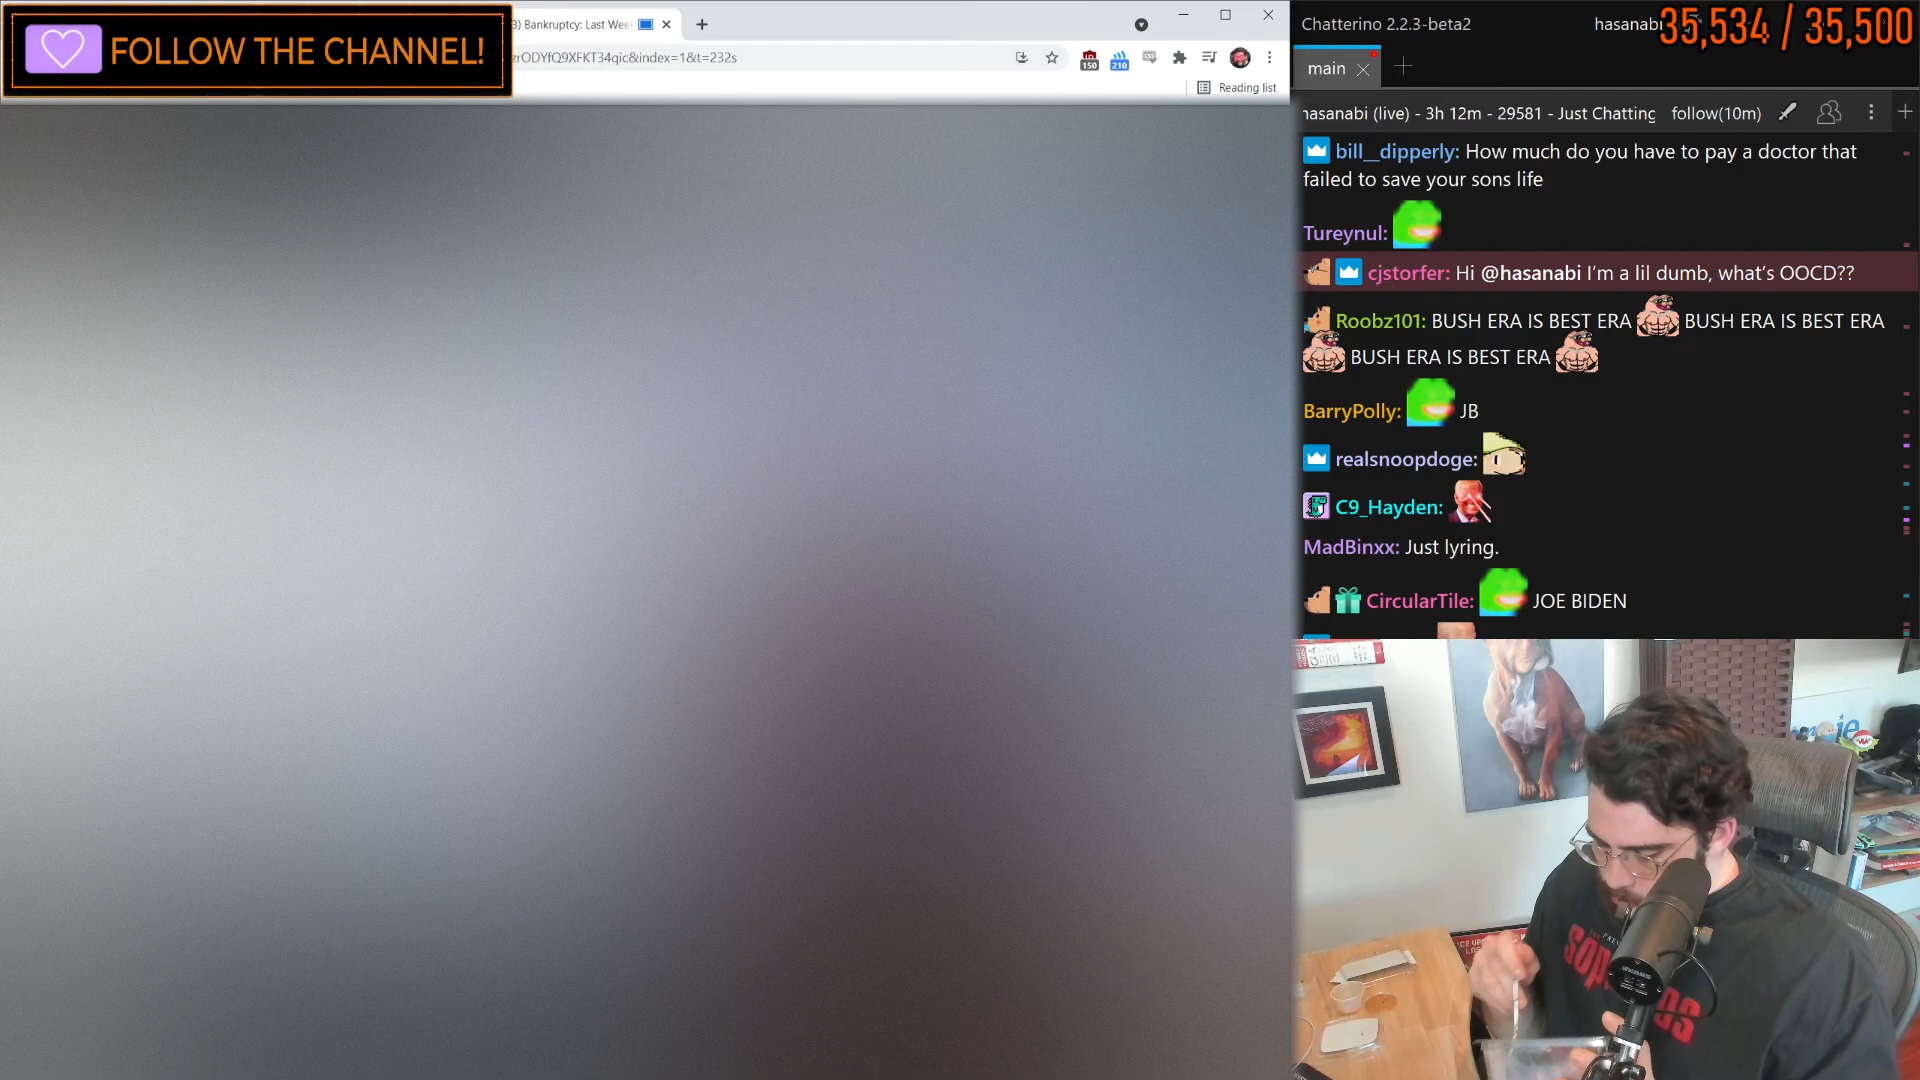 FOLLOW THE CHANNEL!
3) Bankruptcy: Last Wee
zrODYfQ9XFKT34qic&index=1&t=232s
150
210
Reading list
Chatterino 2.2.3-beta2
hasanabi
35,534 / 35,500
main
hasanabi (live) - 3h 12m - 29581 - Just Chatting
follow(10m)
bill__dipperly: How much do you have to pay a doctor that
failed to save your sons life
Tureynul:
cjstorfer: Hi @hasanabi I'm a lil dumb, what's OOCD??
Roobz101: BUSH ERA IS BEST ERA BUSH ERA IS BEST ERA
BUSH ERA IS BEST ERA
BarryPolly: JB
realsnoopdoge:
C9_Hayden:
MadBinxx: Just lyring.
CircularTile: JOE BIDEN